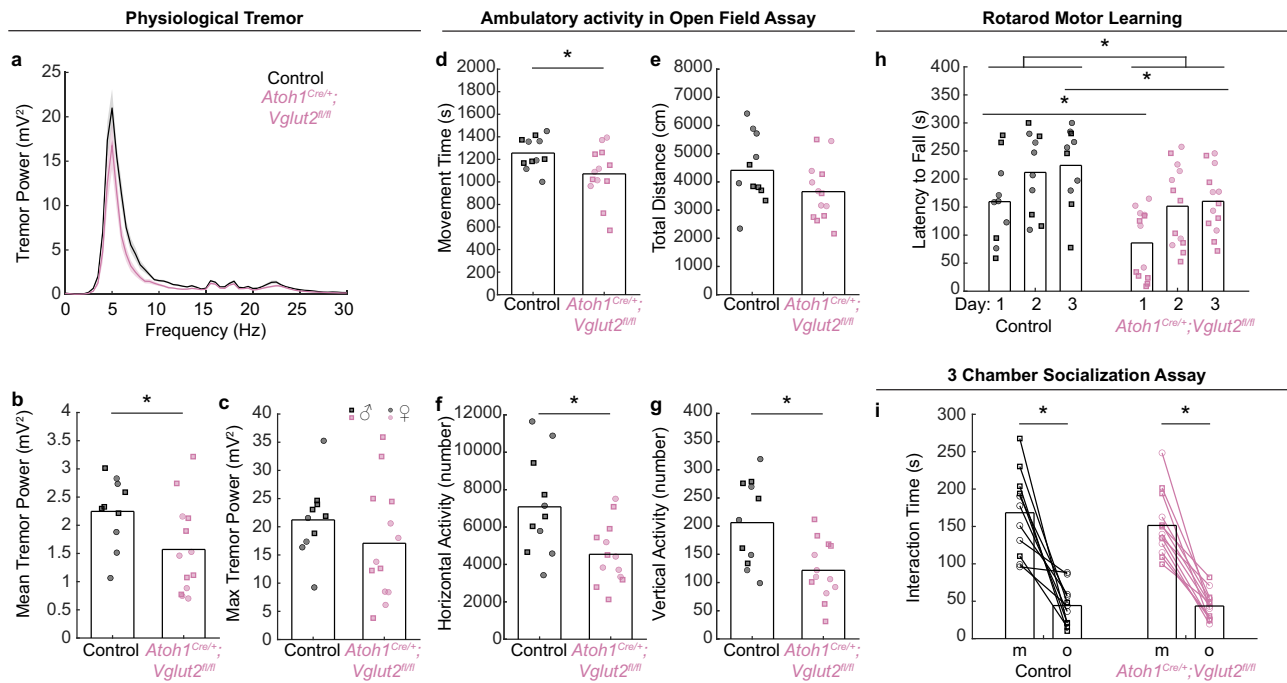 Physiological Tremor
Ambulatory activity in Open Field Assay
Rotarod Motor Learning
a
Control
Atoh1Cre/+;
Vglut2fl/fl
Tremor Power (mV2)
25
20
15
10
5
0
0 5 10 15 20 25 30
Frequency (Hz)
d
*
Movement Time (s)
2000
1800
1600
1400
1200
1000
800
600
400
200
0
Control Atoh1Cre/+;
Vglut2fl/fl
e
Total Distance (cm)
8000
7000
6000
5000
4000
3000
2000
1000
0
Control Atoh1Cre/+;
Vglut2fl/fl
h
*
*
*
Latency to Fall (s)
400
350
300
250
200
150
100
50
0
Day: 1 2 3 1 2 3
Control Atoh1Cre/+;Vglut2fl/fl
b
*
Mean Tremor Power (mV2)
4
3.5
3
2.5
2
1.5
1
0.5
0
Control Atoh1Cre/+;
Vglut2fl/fl
c
♂ ♀
Max Tremor Power (mV2)
40
35
30
25
20
15
10
5
0
Control Atoh1Cre/+;
Vglut2fl/fl
f
*
Horizontal Activity (number)
12000
10000
8000
6000
4000
2000
0
Control Atoh1Cre/+;
Vglut2fl/fl
g
*
Vertical Activity (number)
400
350
300
250
200
150
100
50
0
Control Atoh1Cre/+;
Vglut2fl/fl
3 Chamber Socialization Assay
i
* *
Interaction Time (s)
300
250
200
150
100
50
0
m o m o
Control Atoh1Cre/+;Vglut2fl/fl